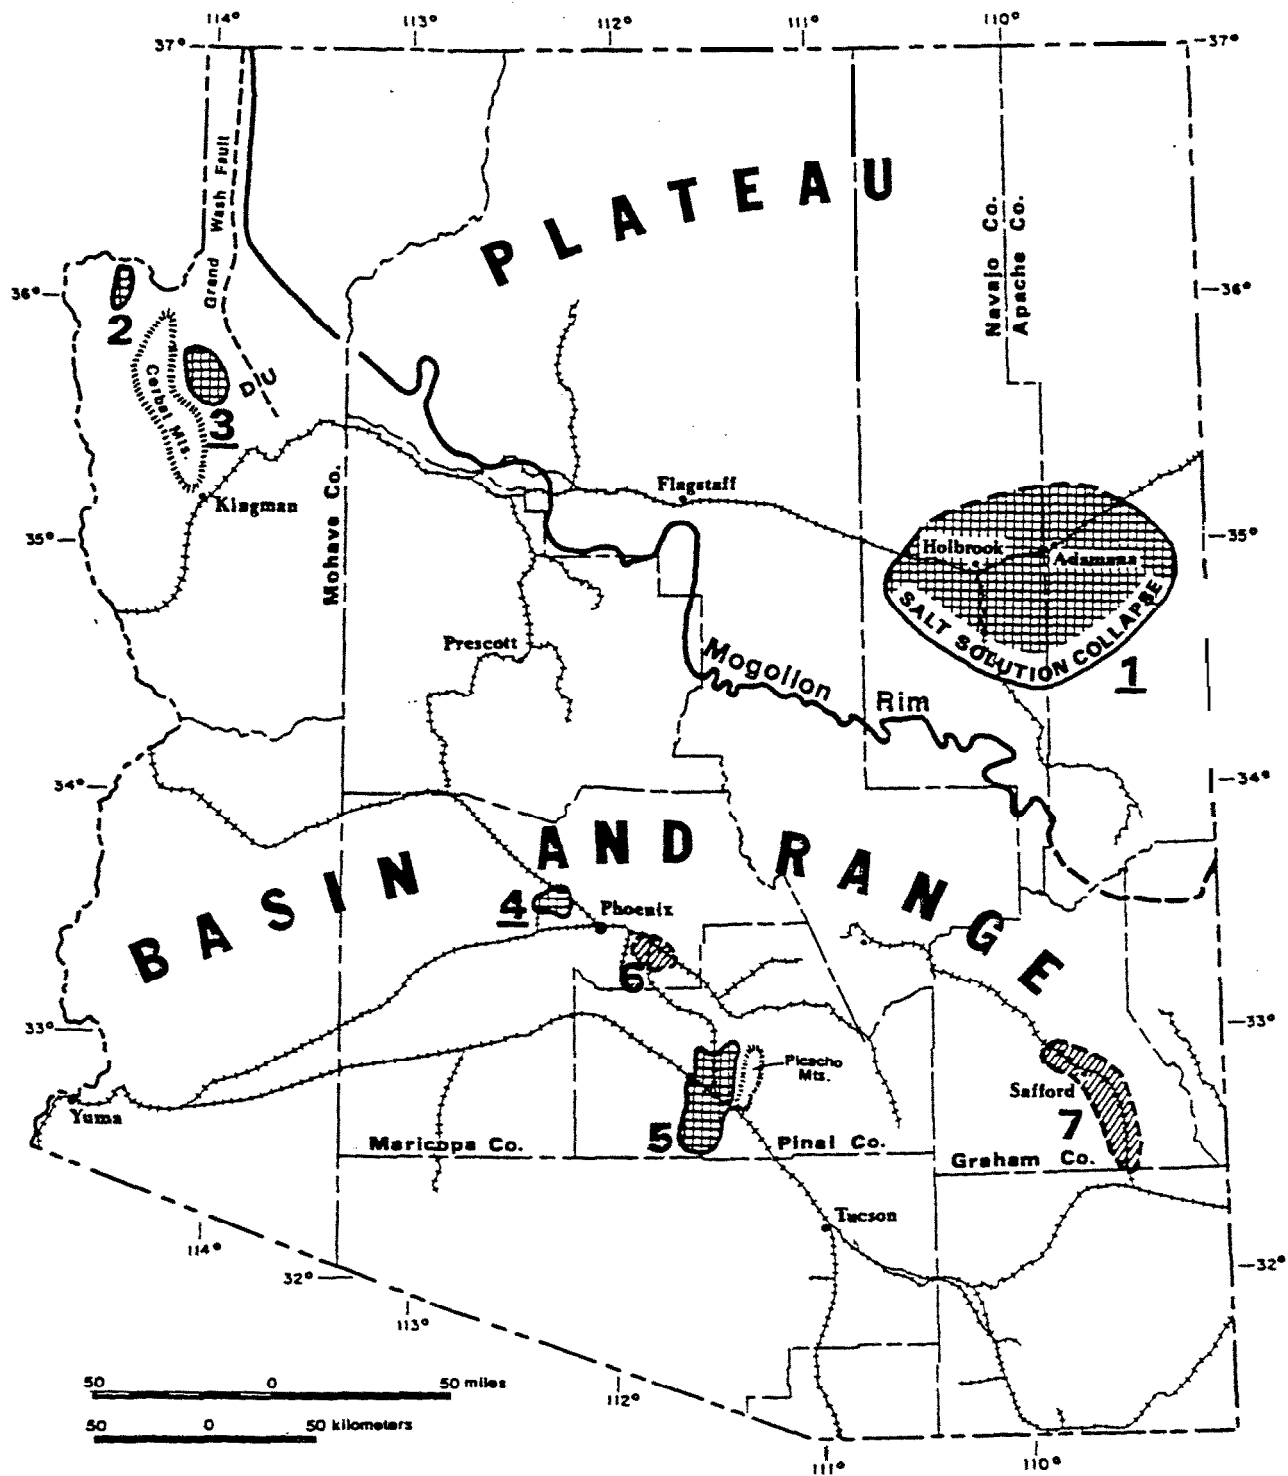 114° 113° 112° 111° 110°
37° 37°
Grand Wash Fault
PLATEAU
Navajo Co.
Apache Co.
36° 36°
2
Cerbat Mts.
D U
3
Kingman
Mohave Co.
Flagstaff
35° 35°
Holbrook
Adamana
SALT SOLUTION COLLAPSE
1
Prescott
Mogollon Rim
34° 34°
BASIN AND RANGE
4
Phoenix
6
33° 33°
Picacho
Mts.
Safford
7
Yuma
5
Maricopa Co.
Pinal Co.
Graham Co.
Tucson
114°
32° 32°
113°
50 0 50 miles
112°
50 0 50 kilometers
111° 110°